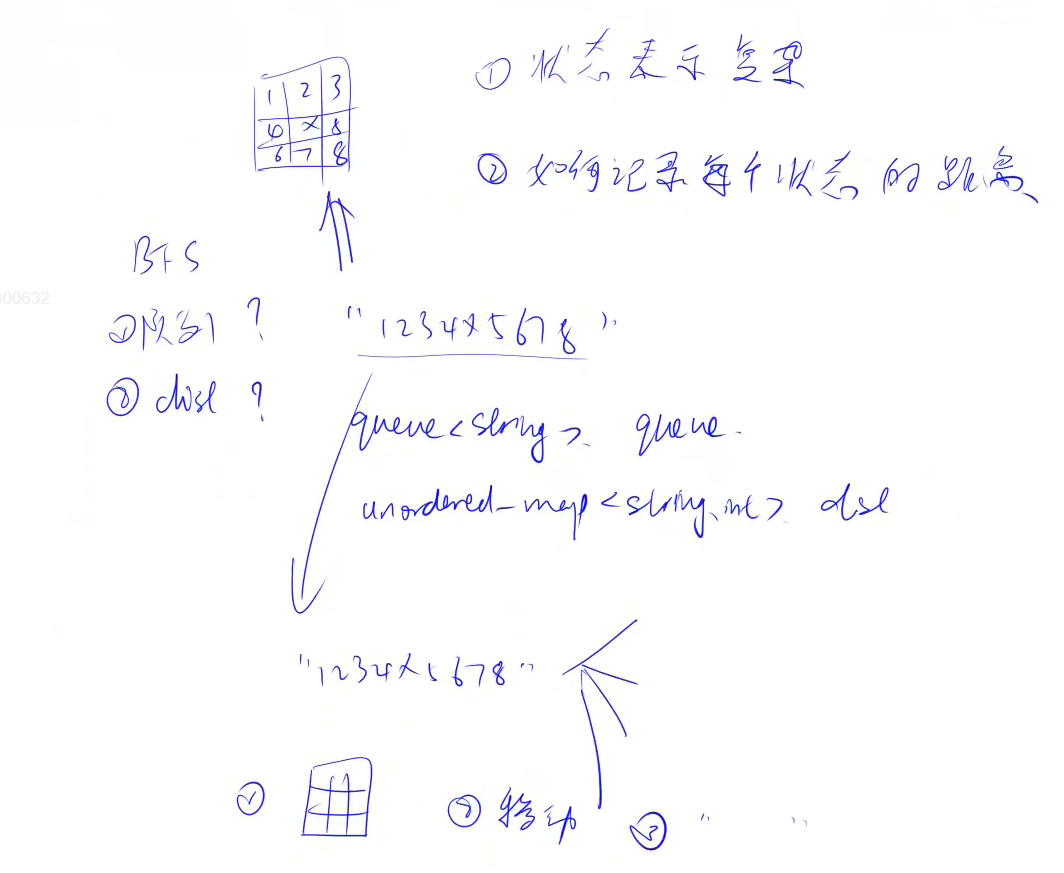 ① 状态表示复杂
1 2 3
4 x 8
6 7 8
② 如何记录每个状态的距离
BFS
00632
① 队列 ?
"1234x5678"
② dist ?
queue<string> queue.
unordered_map<string, int> dist
"1234x5678"
① ② 移动 ③ " "